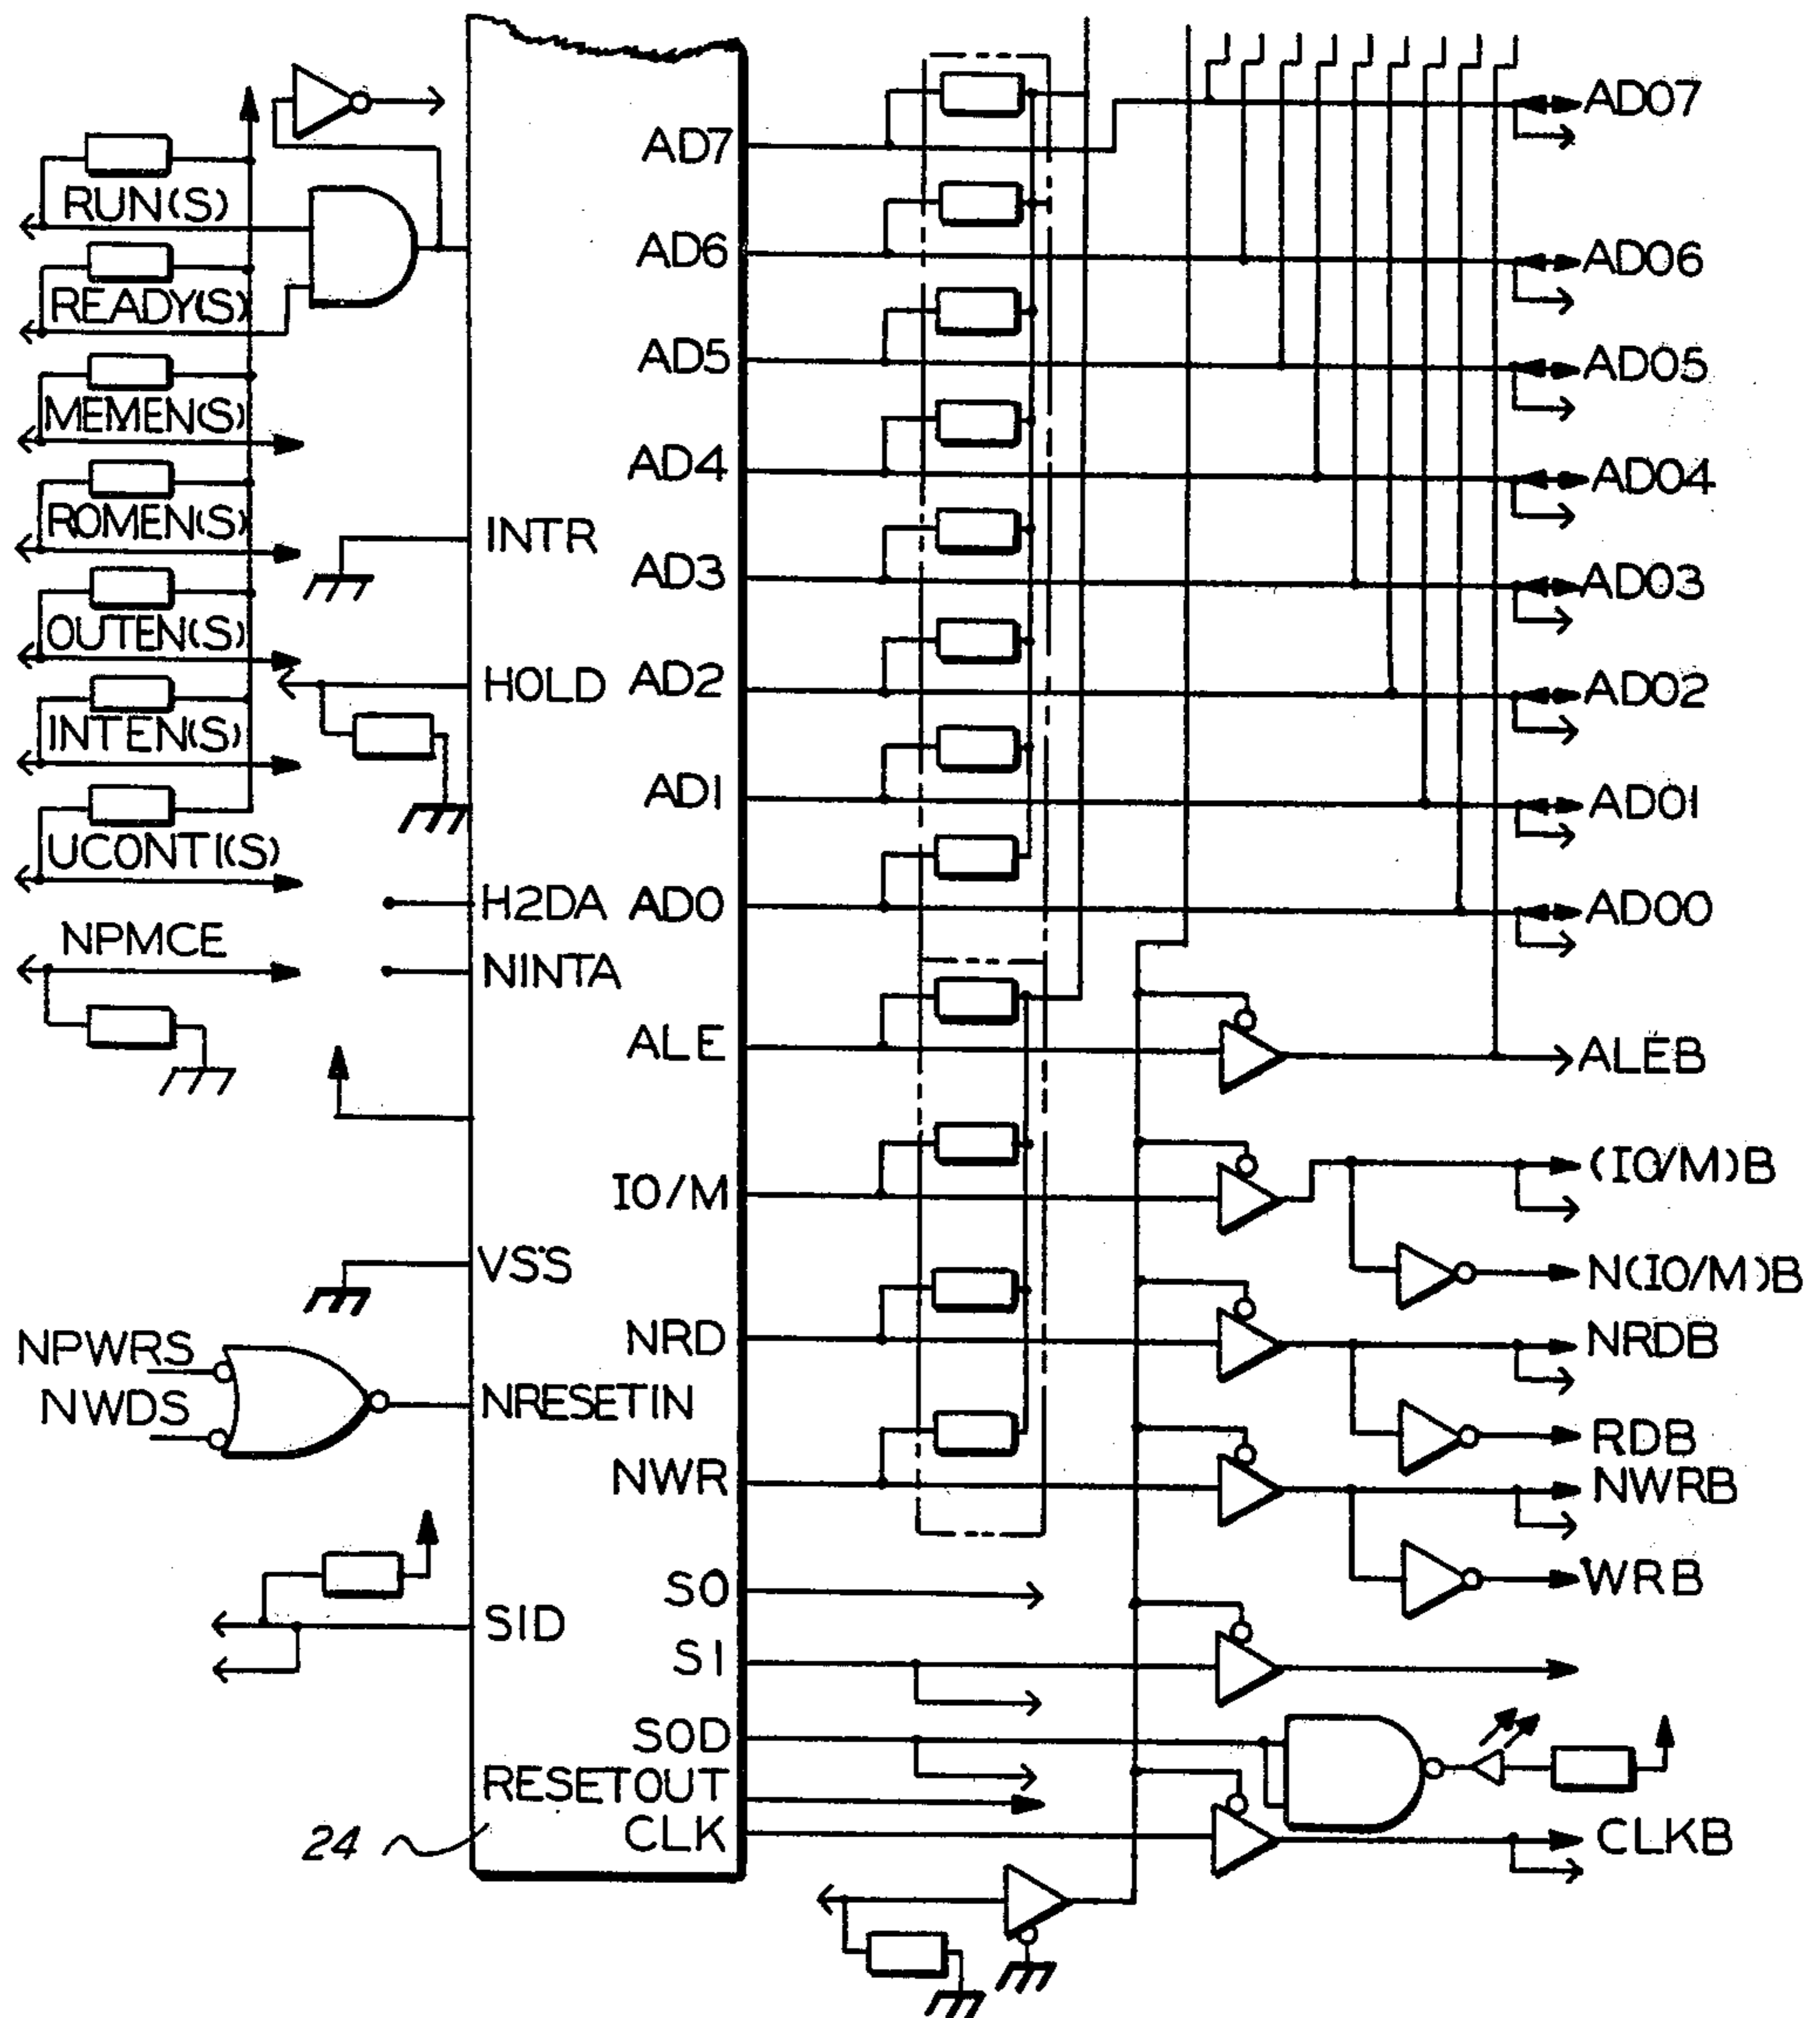 RUN(S)
READY(S)
MEMEN(S)
ROMEN(S)
OUTEN(S)
INTEN(S)
UCONT1(S)
NPMCE
NPWRS
NWDS
24
INTR
HOLD
H2DA
NINTA
VSS
NRESETIN
SID
AD7
AD6
AD5
AD4
AD3
AD2
AD1
AD0
ALE
IO/M
NRD
NWR
S0
S1
SOD
RESETOUT
CLK
AD07
AD06
AD05
AD04
AD03
AD02
AD01
AD00
ALEB
(IO/M)B
N(IO/M)B
NRDB
RDB
NWRB
WRB
CLKB